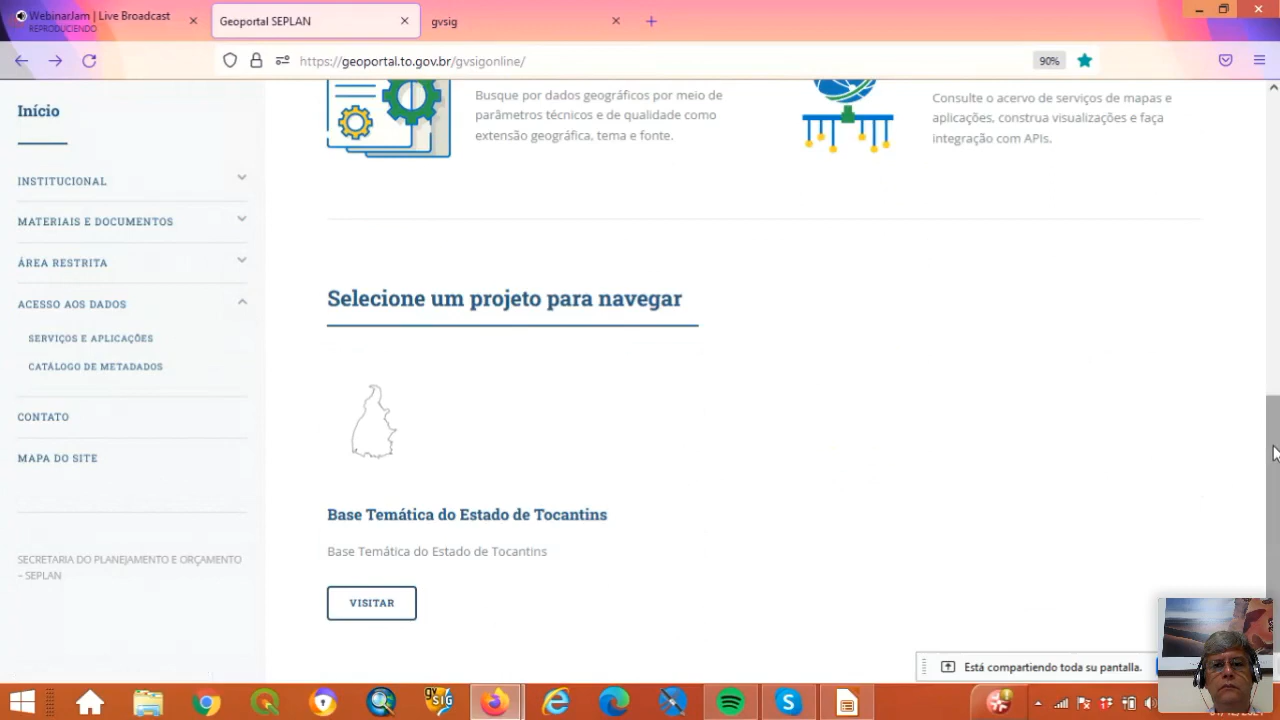 WebinarJam | Live Broadcast
REPRODUCIENDO
Geoportal SEPLAN
gvsig
https://geoportal.to.gov.br/gvsigonline/
90%
Início
INSTITUCIONAL
MATERIAIS E DOCUMENTOS
ÁREA RESTRITA
ACESSO AOS DADOS
SERVIÇOS E APLICAÇÕES
CATÁLOGO DE METADADOS
CONTATO
MAPA DO SITE
SECRETARIA DO PLANEJAMENTO E ORÇAMENTO
– SEPLAN
Busque por dados geográficos por meio de
parâmetros técnicos e de qualidade como
extensão geográfica, tema e fonte.
Consulte o acervo de serviços de mapas e
aplicações, construa visualizações e faça
integração com APIs.
Selecione um projeto para navegar
Base Temática do Estado de Tocantins
Base Temática do Estado de Tocantins
VISITAR
Está compartiendo toda su pantalla.
gv
SIG